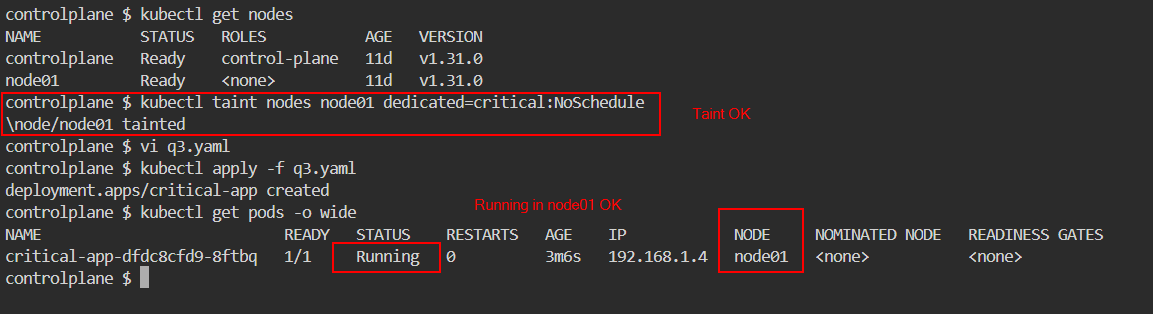 controlplane $ kubectl get nodes
NAME STATUS ROLES AGE VERSION
controlplane Ready control-plane 11d v1.31.0
node01 Ready <none> 11d v1.31.0
controlplane $ kubectl taint nodes node01 dedicated=critical:NoSchedule
Taint OK
\node/node01 tainted
controlplane $ vi q3.yaml
controlplane $ kubectl apply -f q3.yaml
deployment.apps/critical-app created
controlplane $ kubectl get pods -o wide
Running in node01 OK
NAME READY STATUS RESTARTS AGE IP NODE NOMINATED NODE READINESS GATES
critical-app-dfdc8cfd9-8ftbq 1/1 Running 0 3m6s 192.168.1.4 node01 <none> <none>
controlplane $